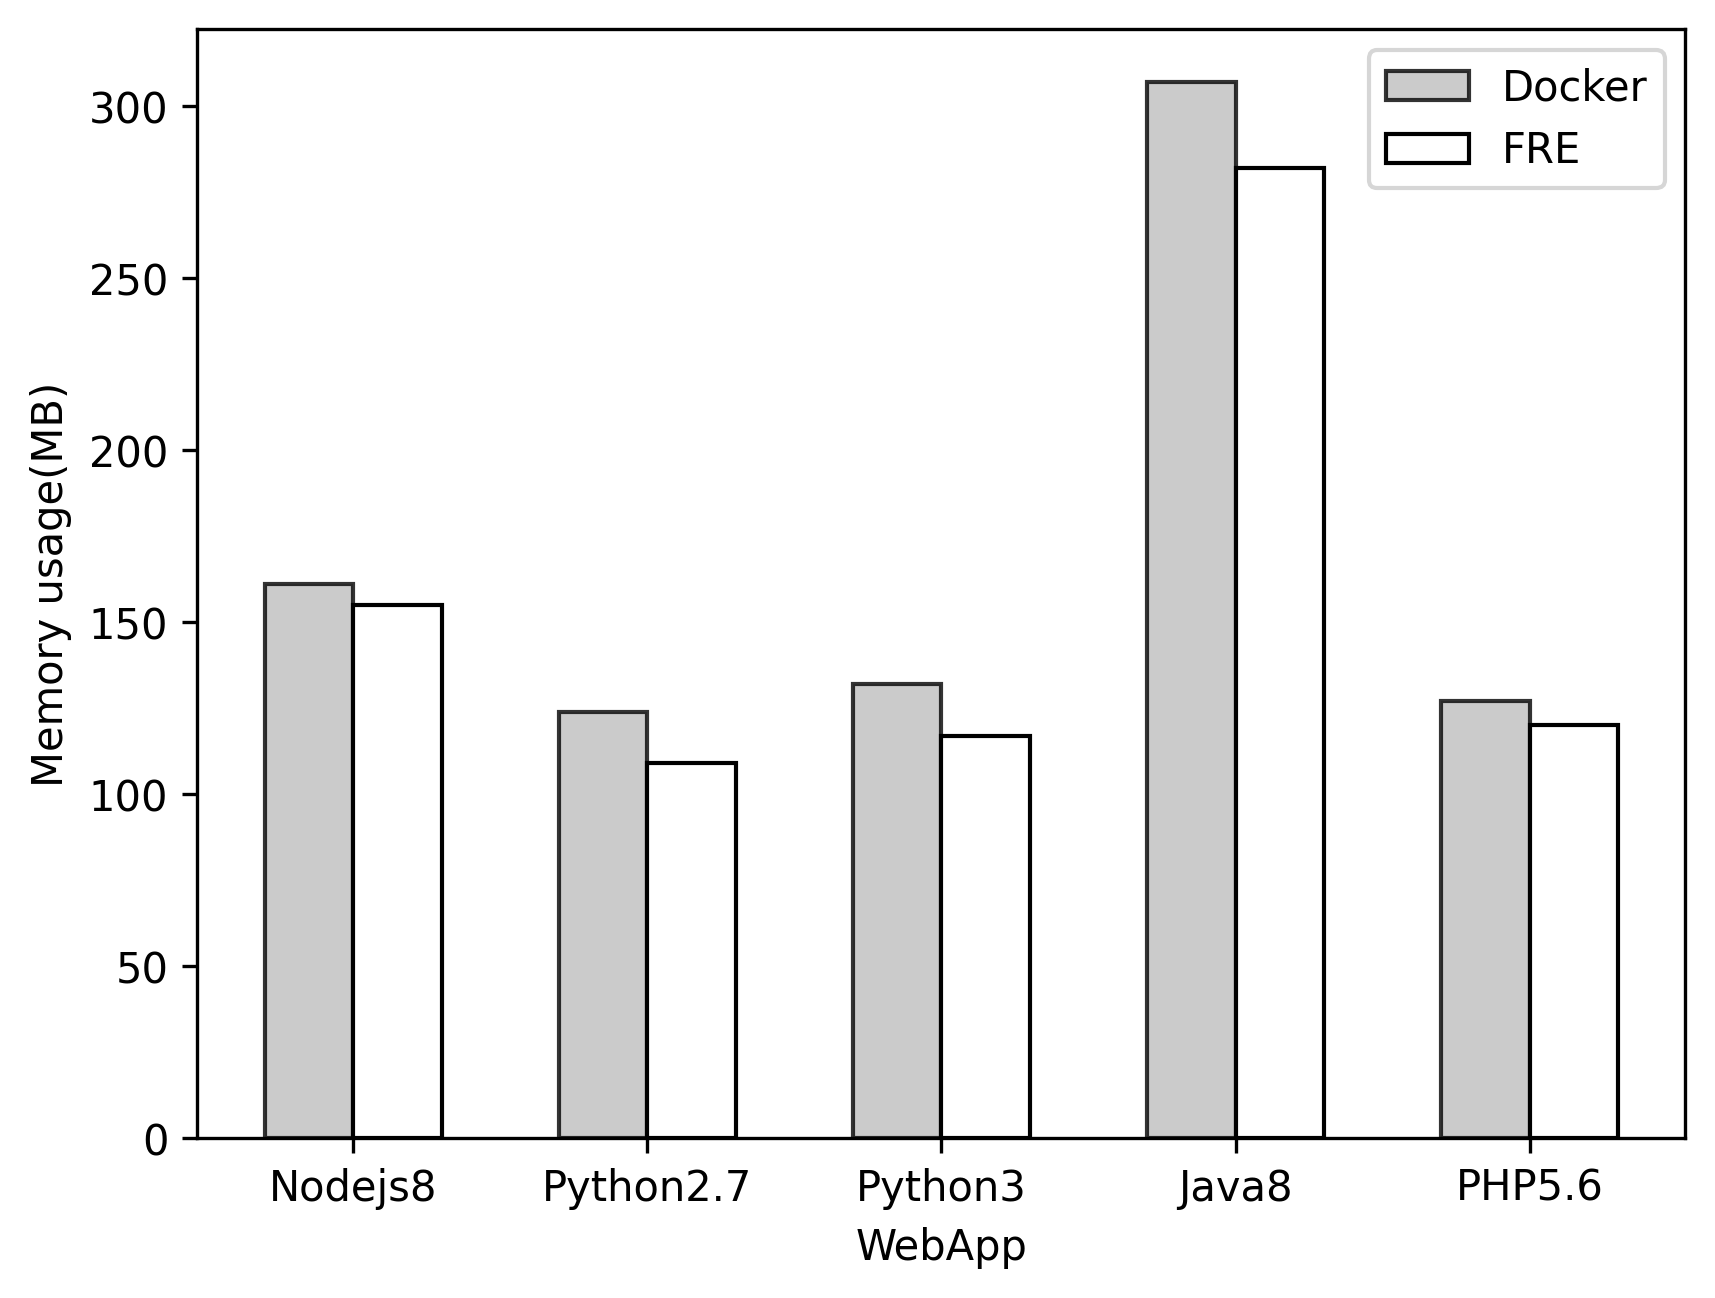 Docker
FRE
300
250
200
150
100
50
0
Memory usage(MB)
Nodejs8 Python2.7 Python3 Java8 PHP5.6
WebApp